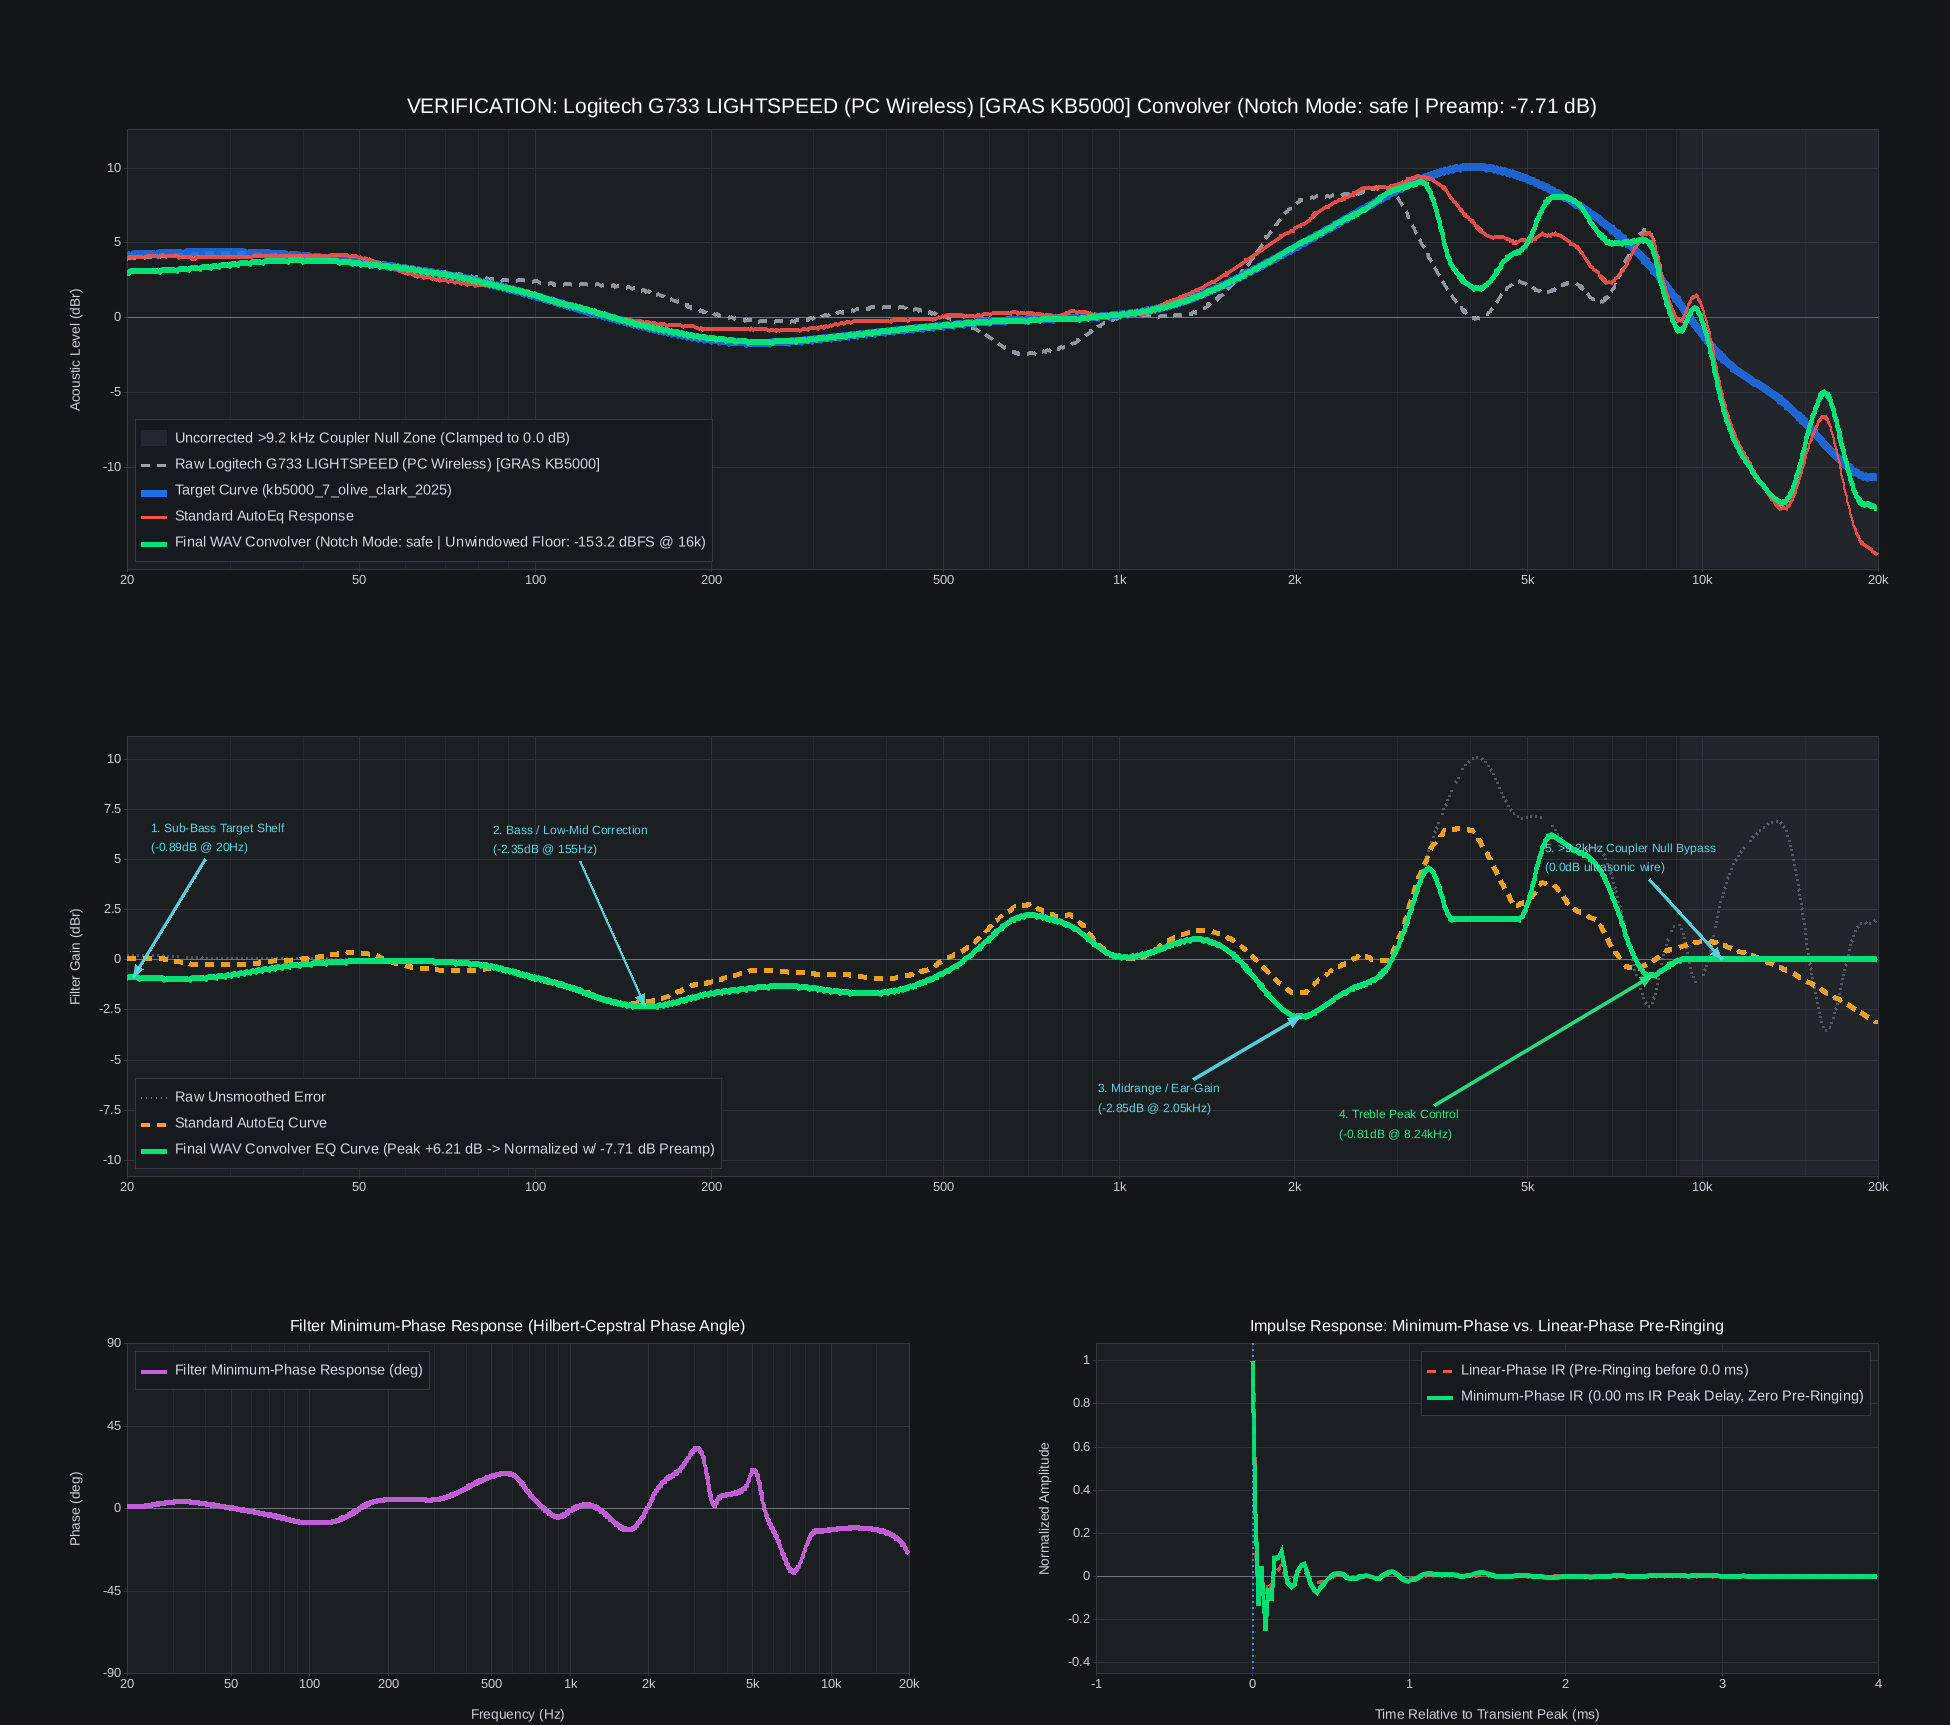 VERIFICATION: Logitech G733 LIGHTSPEED (PC Wireless) [GRAS KB5000] Convolver (Notch Mode: safe | Preamp: -7.71 dB)
10
5
0
-5
-10
Acoustic Level (dBr)
Uncorrected >9.2 kHz Coupler Null Zone (Clamped to 0.0 dB)
Raw Logitech G733 LIGHTSPEED (PC Wireless) [GRAS KB5000]
Target Curve (kb5000_7_olive_clark_2025)
Standard AutoEq Response
Final WAV Convolver (Notch Mode: safe | Unwindowed Floor: -153.2 dBFS @ 16k)
20 50 100 200 500 1k 2k 5k 10k 20k
10
7.5
5
2.5
0
-2.5
-5
-7.5
-10
Filter Gain (dBr)
1. Sub-Bass Target Shelf
(-0.89dB @ 20Hz)
2. Bass / Low-Mid Correction
(-2.35dB @ 155Hz)
5. >9.2kHz Coupler Null Bypass
(0.0dB ultrasonic wire)
3. Midrange / Ear-Gain
(-2.85dB @ 2.05kHz)
4. Treble Peak Control
(-0.81dB @ 8.24kHz)
Raw Unsmoothed Error
Standard AutoEq Curve
Final WAV Convolver EQ Curve (Peak +6.21 dB -> Normalized w/ -7.71 dB Preamp)
20 50 100 200 500 1k 2k 5k 10k 20k
Filter Minimum-Phase Response (Hilbert-Cepstral Phase Angle)
90
45
0
-45
-90
Phase (deg)
Filter Minimum-Phase Response (deg)
20 50 100 200 500 1k 2k 5k 10k 20k
Frequency (Hz)
Impulse Response: Minimum-Phase vs. Linear-Phase Pre-Ringing
1
0.8
0.6
0.4
0.2
0
-0.2
-0.4
Normalized Amplitude
Linear-Phase IR (Pre-Ringing before 0.0 ms)
Minimum-Phase IR (0.00 ms IR Peak Delay, Zero Pre-Ringing)
-1 0 1 2 3 4
Time Relative to Transient Peak (ms)